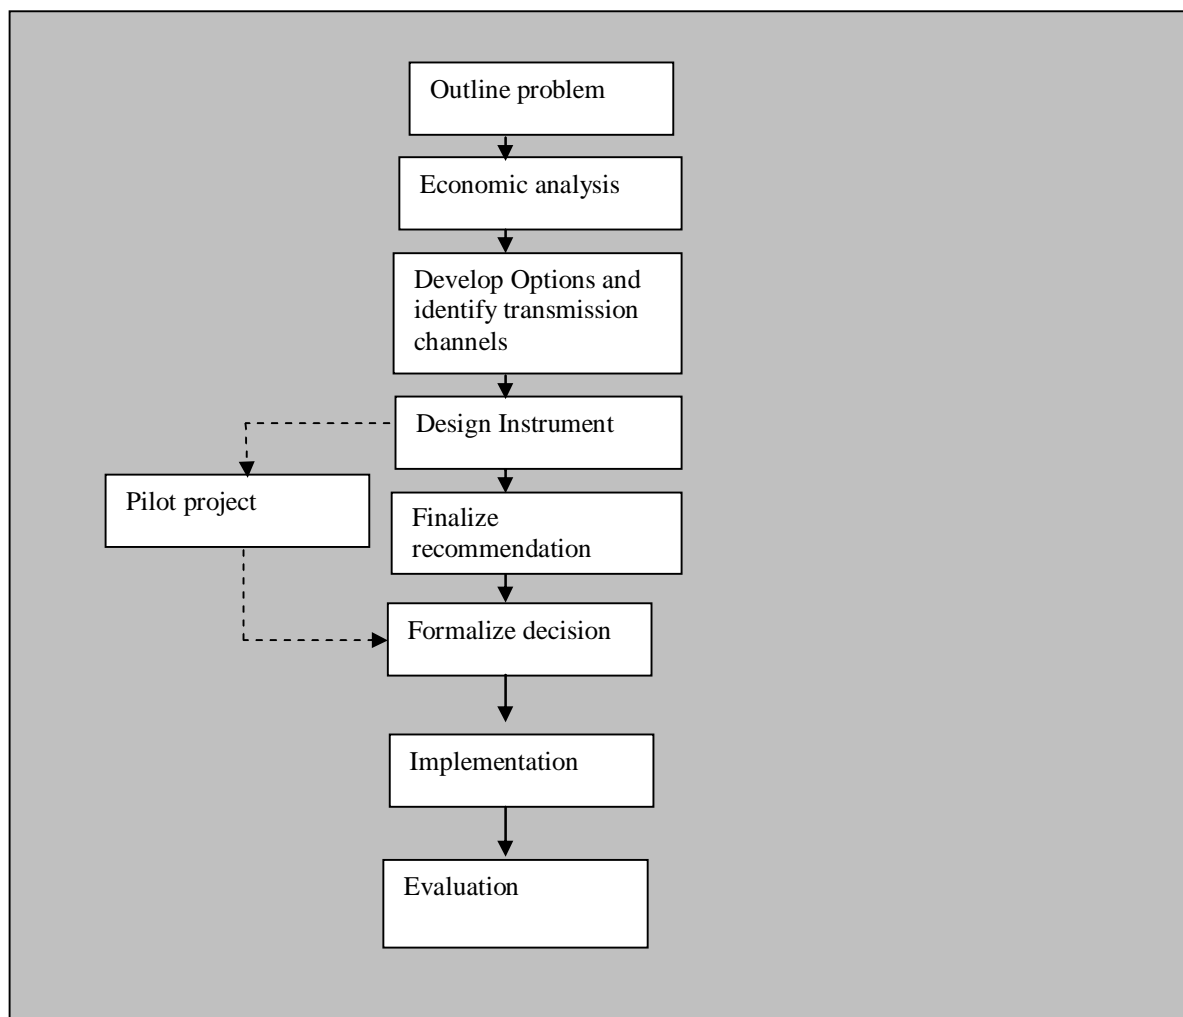 Outline problem
Economic analysis
Develop Options and
identify transmission
channels
Design Instrument
Pilot project
Finalize
recommendation
Formalize decision
Implementation
Evaluation